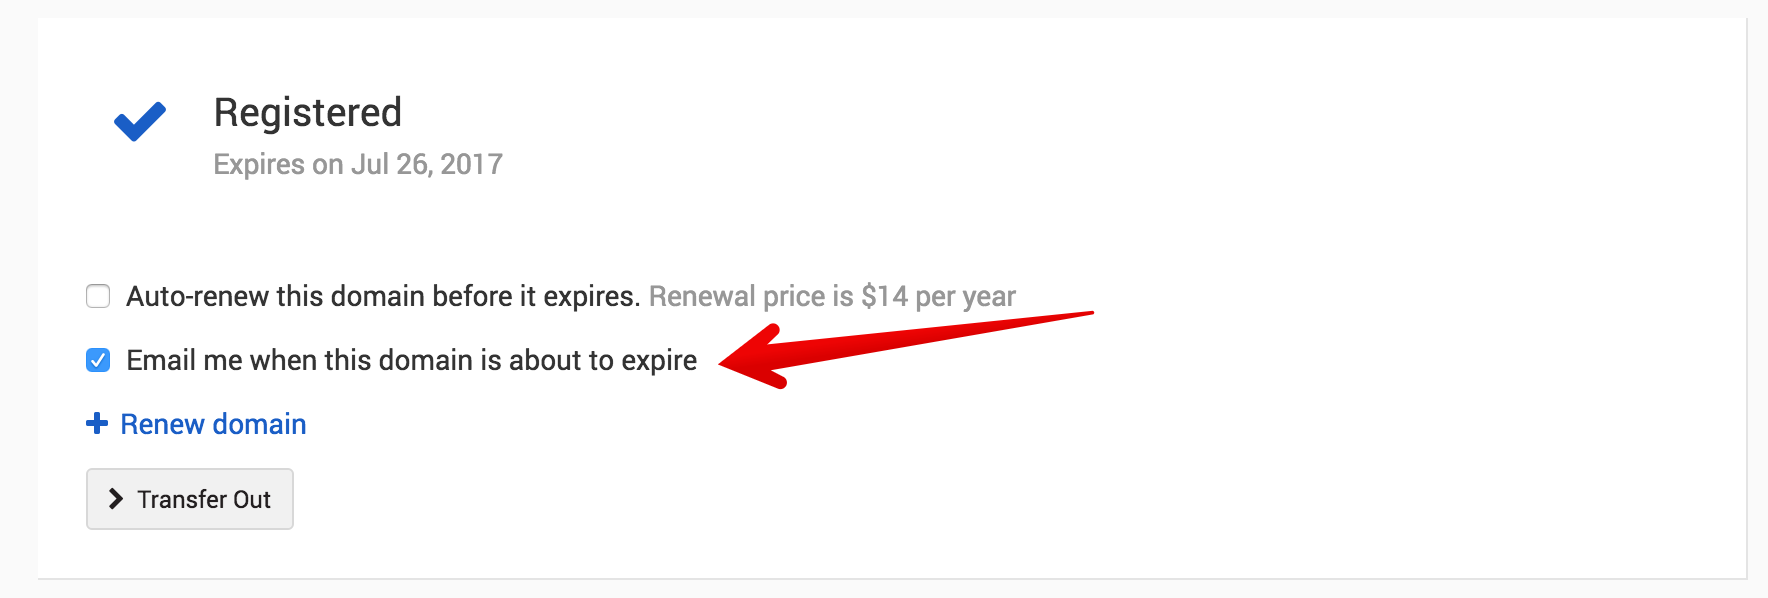 Registered
Expires on Jul 26, 2017
Auto-renew this domain before it expires. Renewal price is $14 per year
Email me when this domain is about to expire
Renew domain
Transfer Out